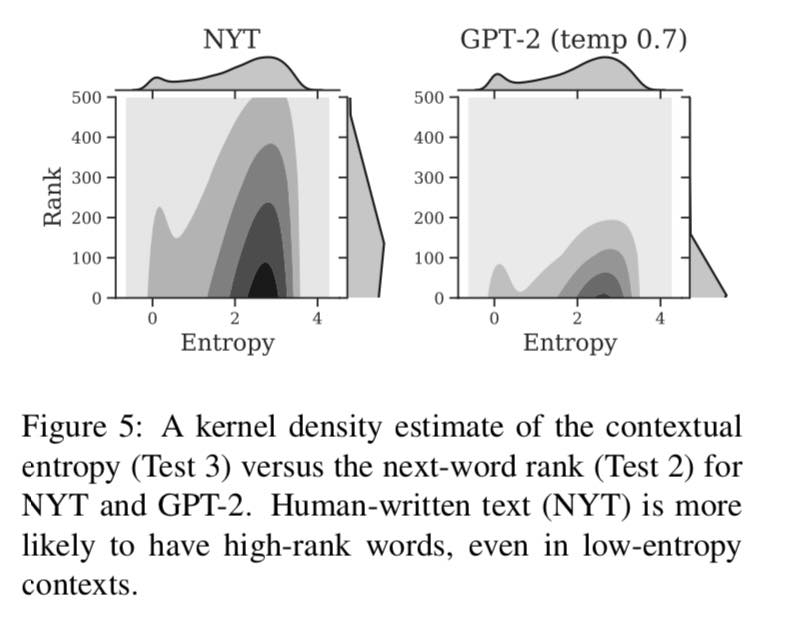 NYT
GPT-2 (temp 0.7)
500
400
300
200
100
0
Rank
0
2
4
Entropy
500
400
300
200
100
0
0
2
4
Entropy
Figure 5: A kernel density estimate of the contextual
entropy (Test 3) versus the next-word rank (Test 2) for
NYT and GPT-2. Human-written text (NYT) is more
likely to have high-rank words, even in low-entropy
contexts.